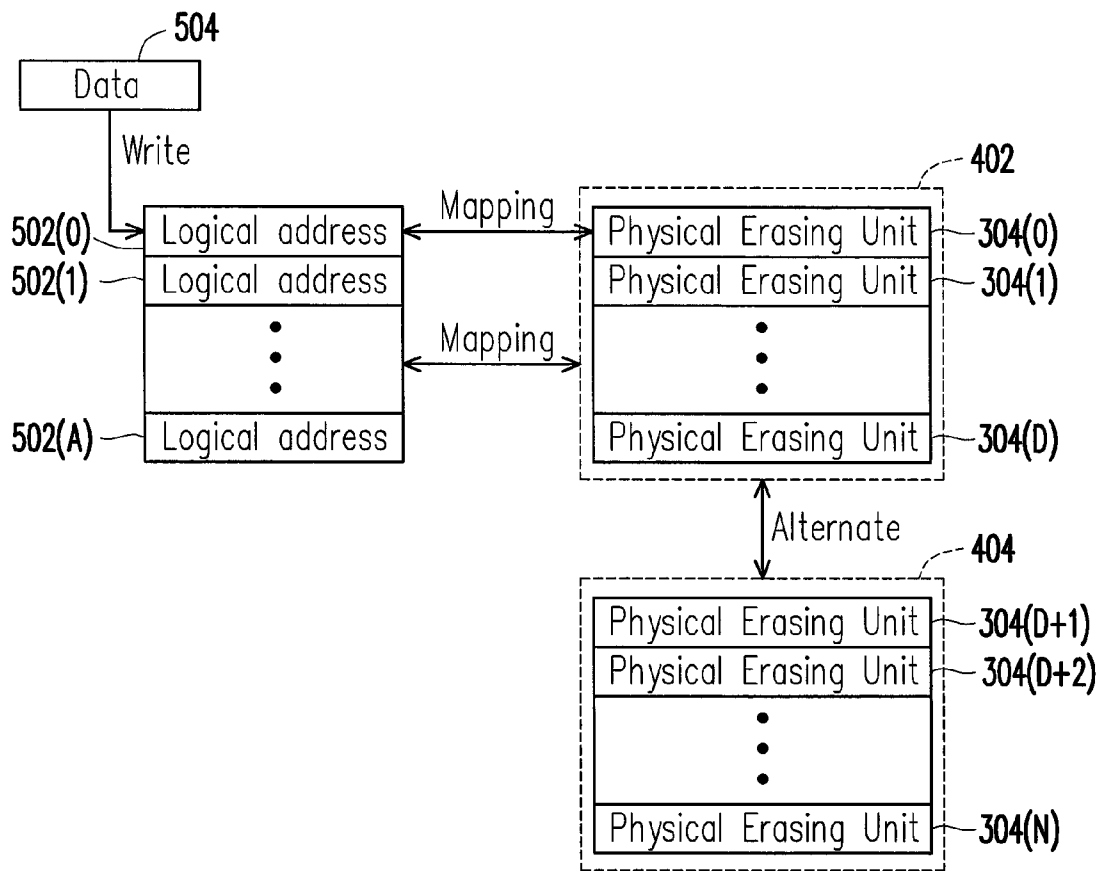 504
Data
Write
402
Mapping
502(0) Logical address Physical Erasing Unit 304(0)
502(1) Logical address Physical Erasing Unit 304(1)
Mapping
502(A) Logical address Physical Erasing Unit 304(D)
Alternate
404
Physical Erasing Unit 304(D+1)
Physical Erasing Unit 304(D+2)
Physical Erasing Unit 304(N)